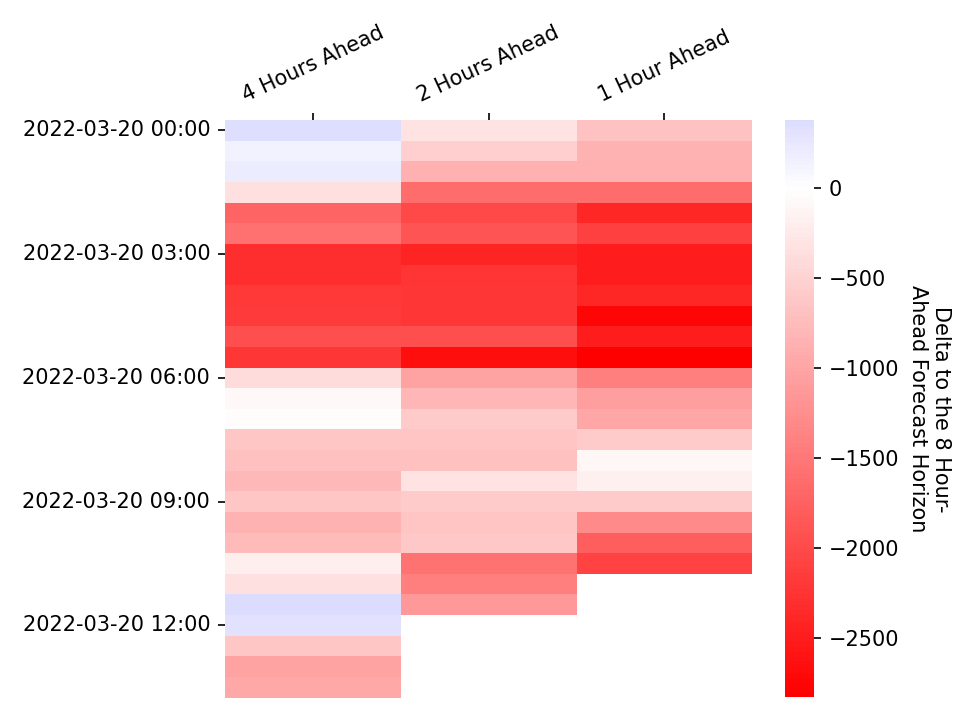 4 Hours Ahead
2 Hours Ahead
1 Hour Ahead
2022-03-20 00:00
2022-03-20 03:00
2022-03-20 06:00
2022-03-20 09:00
2022-03-20 12:00
0
−500
−1000
−1500
−2000
−2500
Delta to the 8 Hour-
Ahead Forecast Horizon